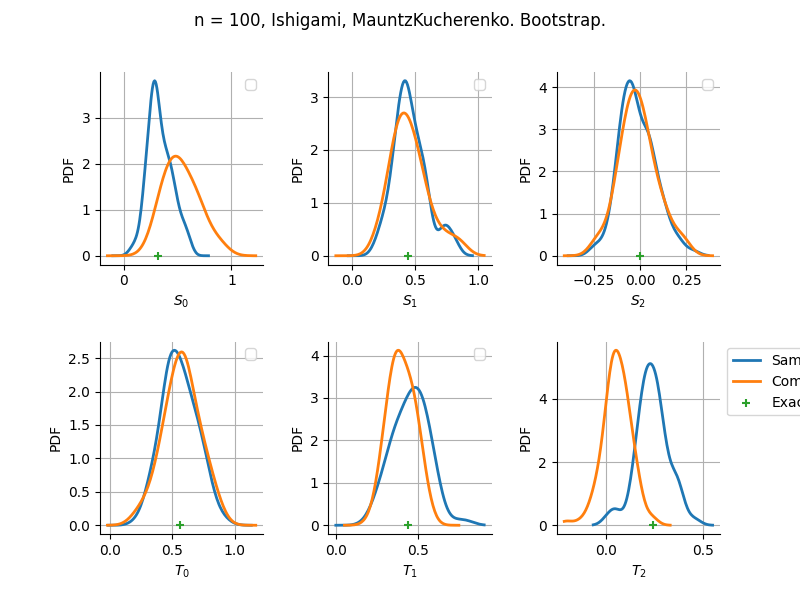 n = 100, Ishigami, MauntzKucherenko. Bootstrap.
PDF
3
2
1
0
0
1
S₀
PDF
3
2
1
0
0.0
0.5
1.0
S₁
PDF
4
3
2
1
0
−0.25
0.00
0.25
S₂
PDF
2.5
2.0
1.5
1.0
0.5
0.0
0.0
0.5
1.0
T₀
PDF
4
3
2
1
0
0.0
0.5
T₁
PDF
4
2
0
0.0
0.5
T₂
Sam
Com
Exac